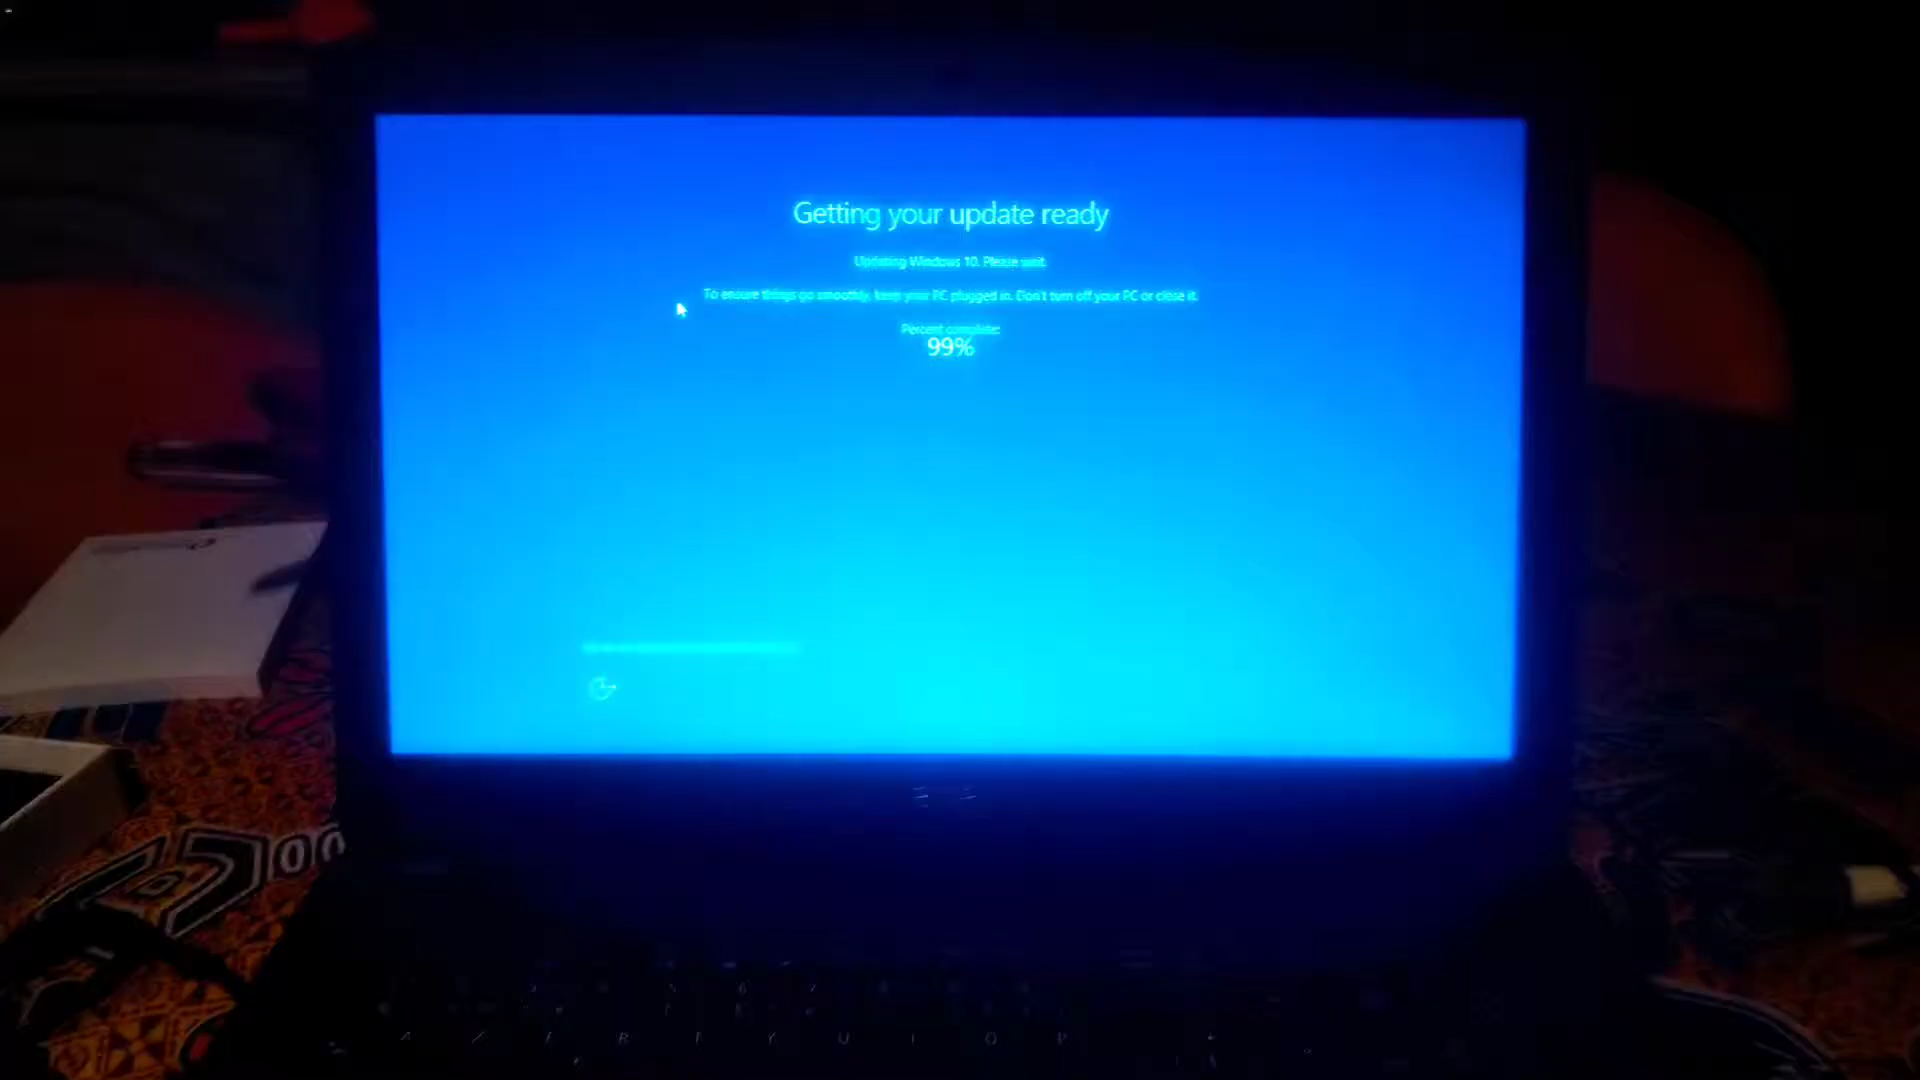 Getting your update ready
Updating Windows 10. Please wait.
To ensure things go smoothly, keep your PC plugged in. Don't turn off your PC or close it.
Percent complete:
99%
R
Y U I O P